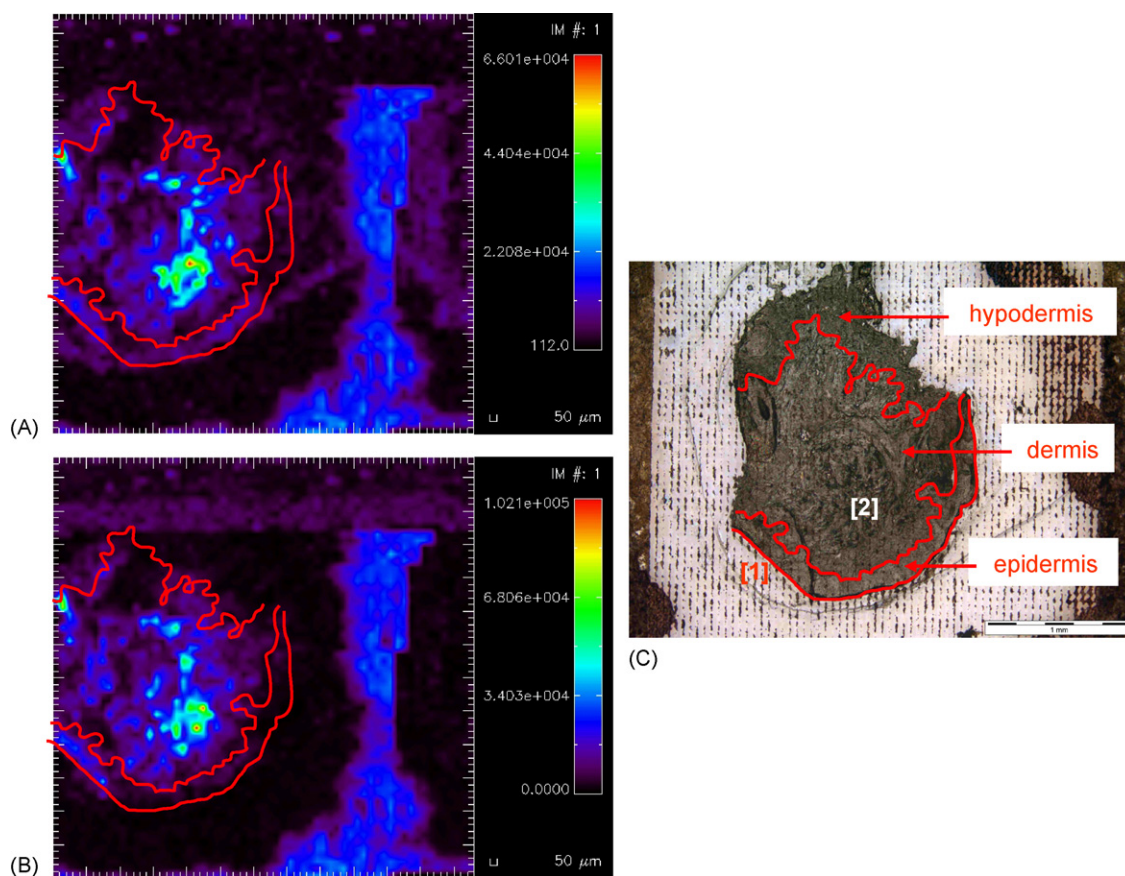 IM #: 1
6.601e+004
4.404e+004
2.208e+004
112.0
50 μm
(A)
IM #: 1
1.021e+005
6.806e+004
3.403e+004
0.0000
50 μm
(B)
hypodermis
dermis
[2]
epidermis
[1]
1 mm
(C)